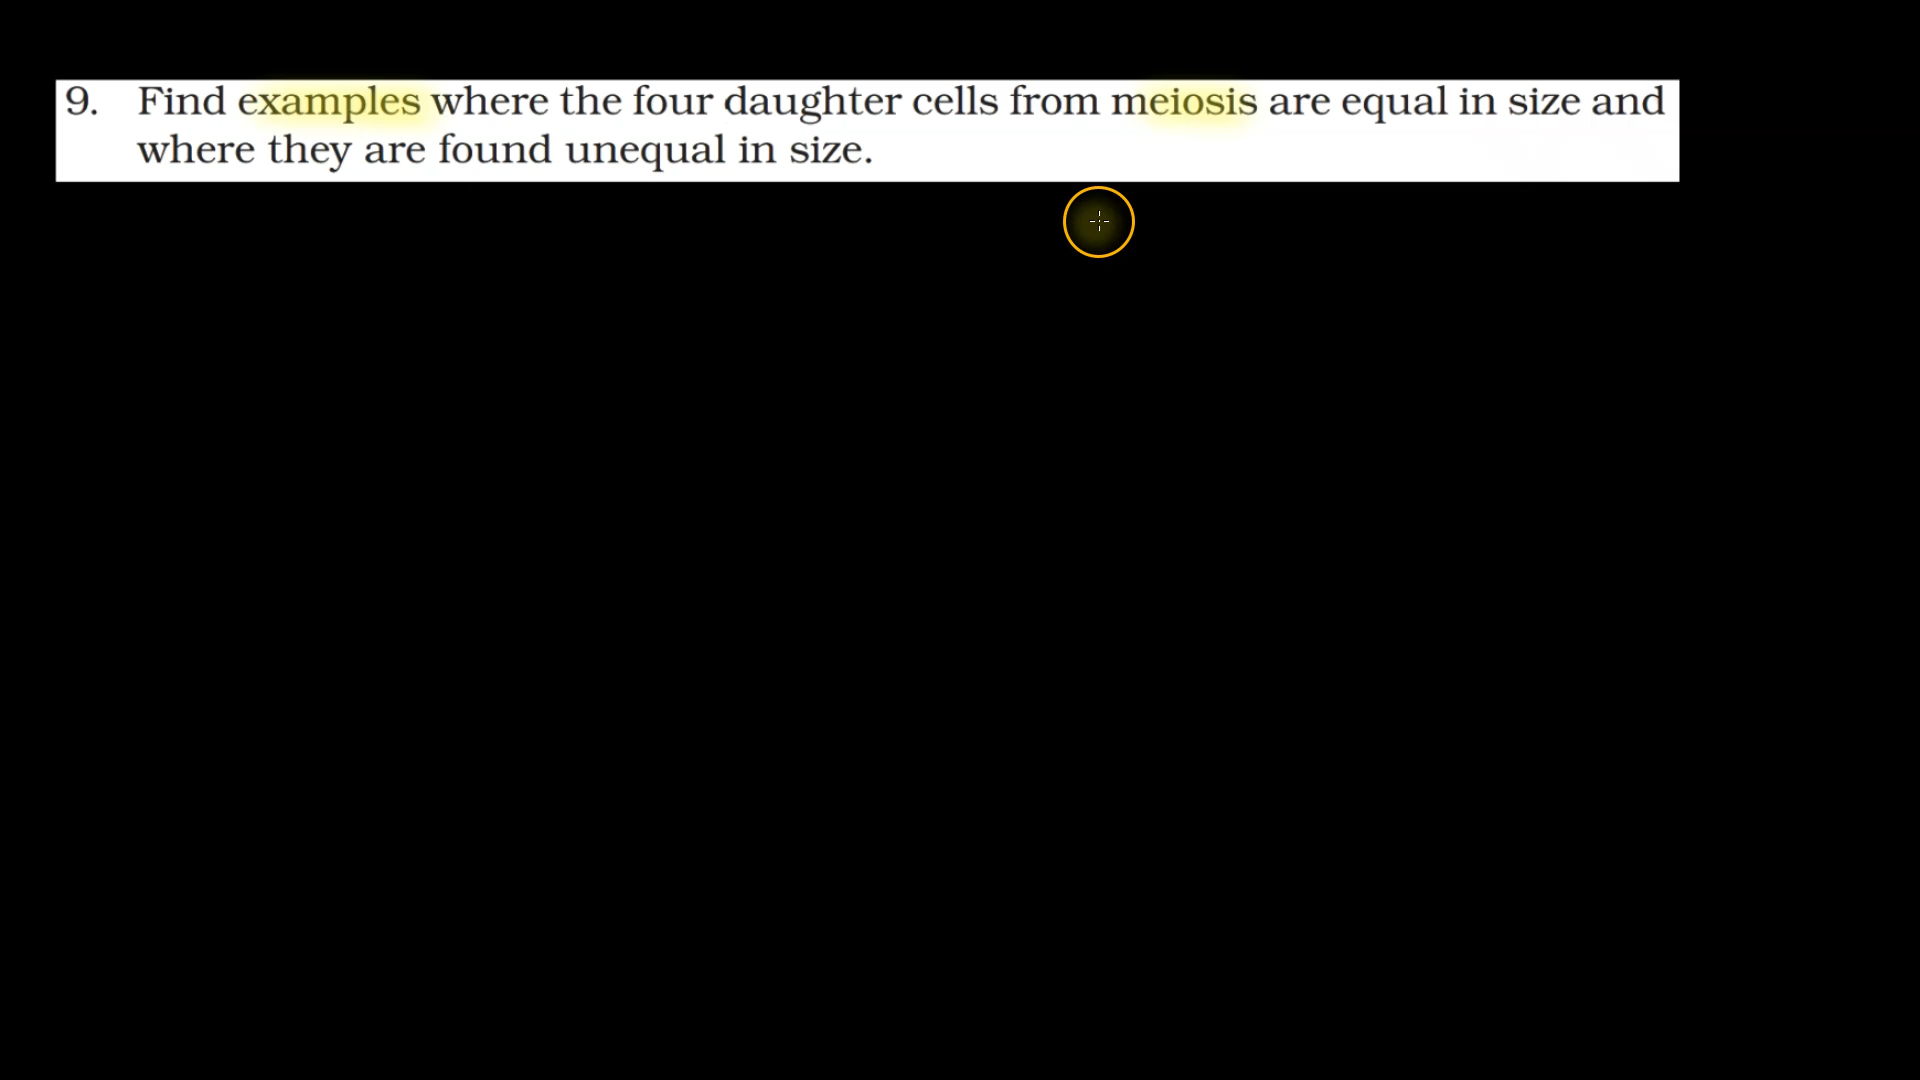 9. Find examples where the four daughter cells from meiosis are equal in size and
where they are found unequal in size.